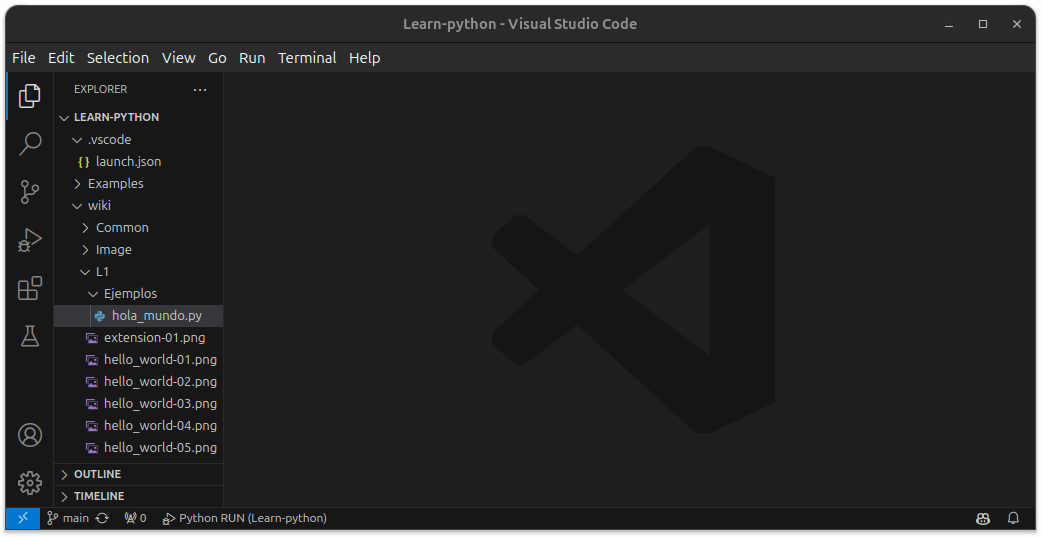 Learn-python - Visual Studio Code
File Edit Selection View Go Run Terminal Help
EXPLORER
LEARN-PYTHON
.vscode
{} launch.json
Examples
wiki
Common
Image
L1
Ejemplos
hola_mundo.py
extension-01.png
hello_world-01.png
hello_world-02.png
hello_world-03.png
hello_world-04.png
hello_world-05.png
OUTLINE
TIMELINE
main 0 Python RUN (Learn-python)